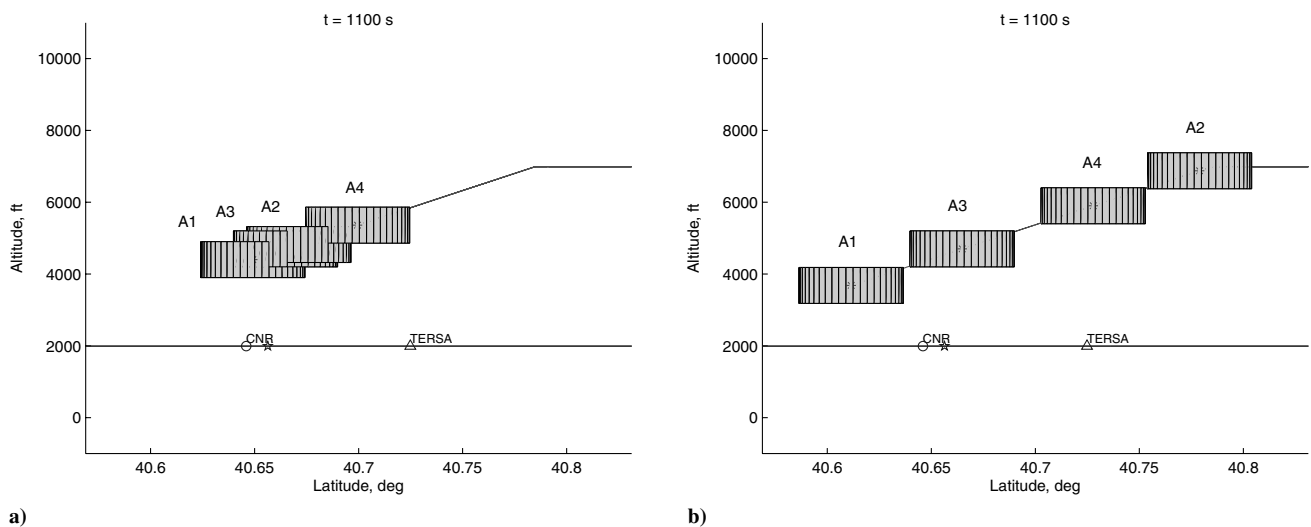 t = 1100 s
10000
8000
6000
4000
2000
0
Altitude, ft
A1
A3
A2
A4
CNR
TERSA
40.6
40.65
40.7
40.75
40.8
Latitude, deg
a)
t = 1100 s
10000
8000
6000
4000
2000
0
Altitude, ft
A2
A4
A3
A1
CNR
TERSA
40.6
40.65
40.7
40.75
40.8
Latitude, deg
b)